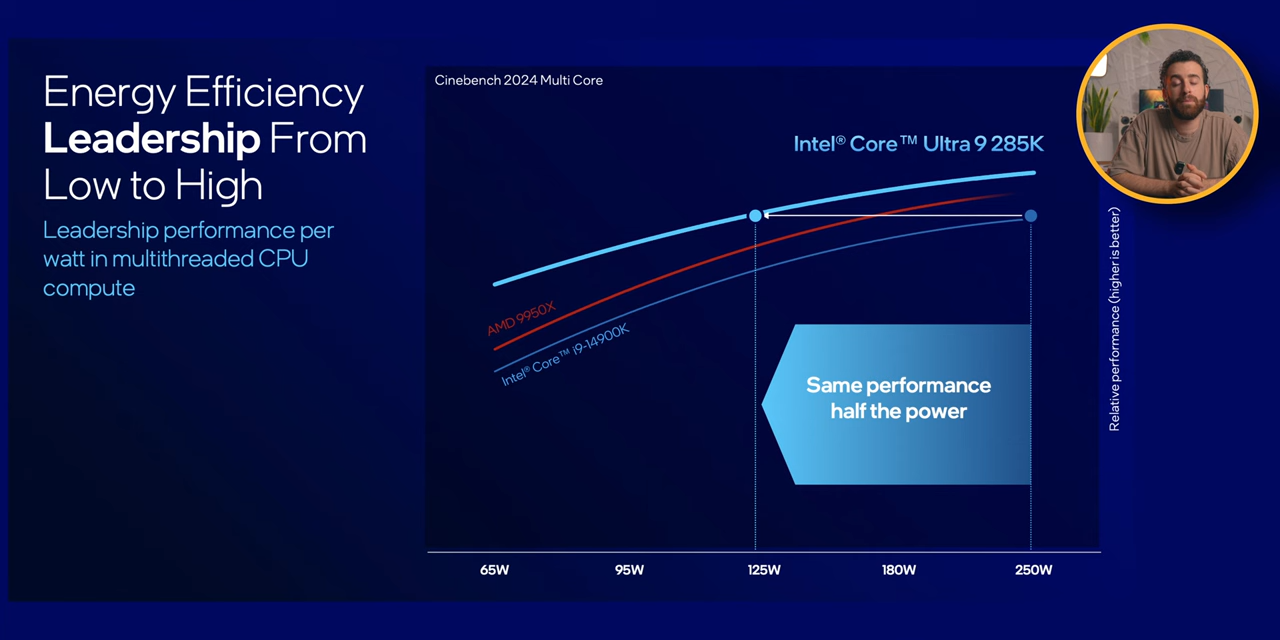 Energy Efficiency
Leadership From
Low to High
Leadership performance per
watt in multithreaded CPU
compute
Cinebench 2024 Multi Core
Intel® Core™ Ultra 9 285K
AMD 9950X
Intel® Core™ i9-14900K
Same performance
half the power
Relative performance (higher is better)
65W 95W 125W 180W 250W